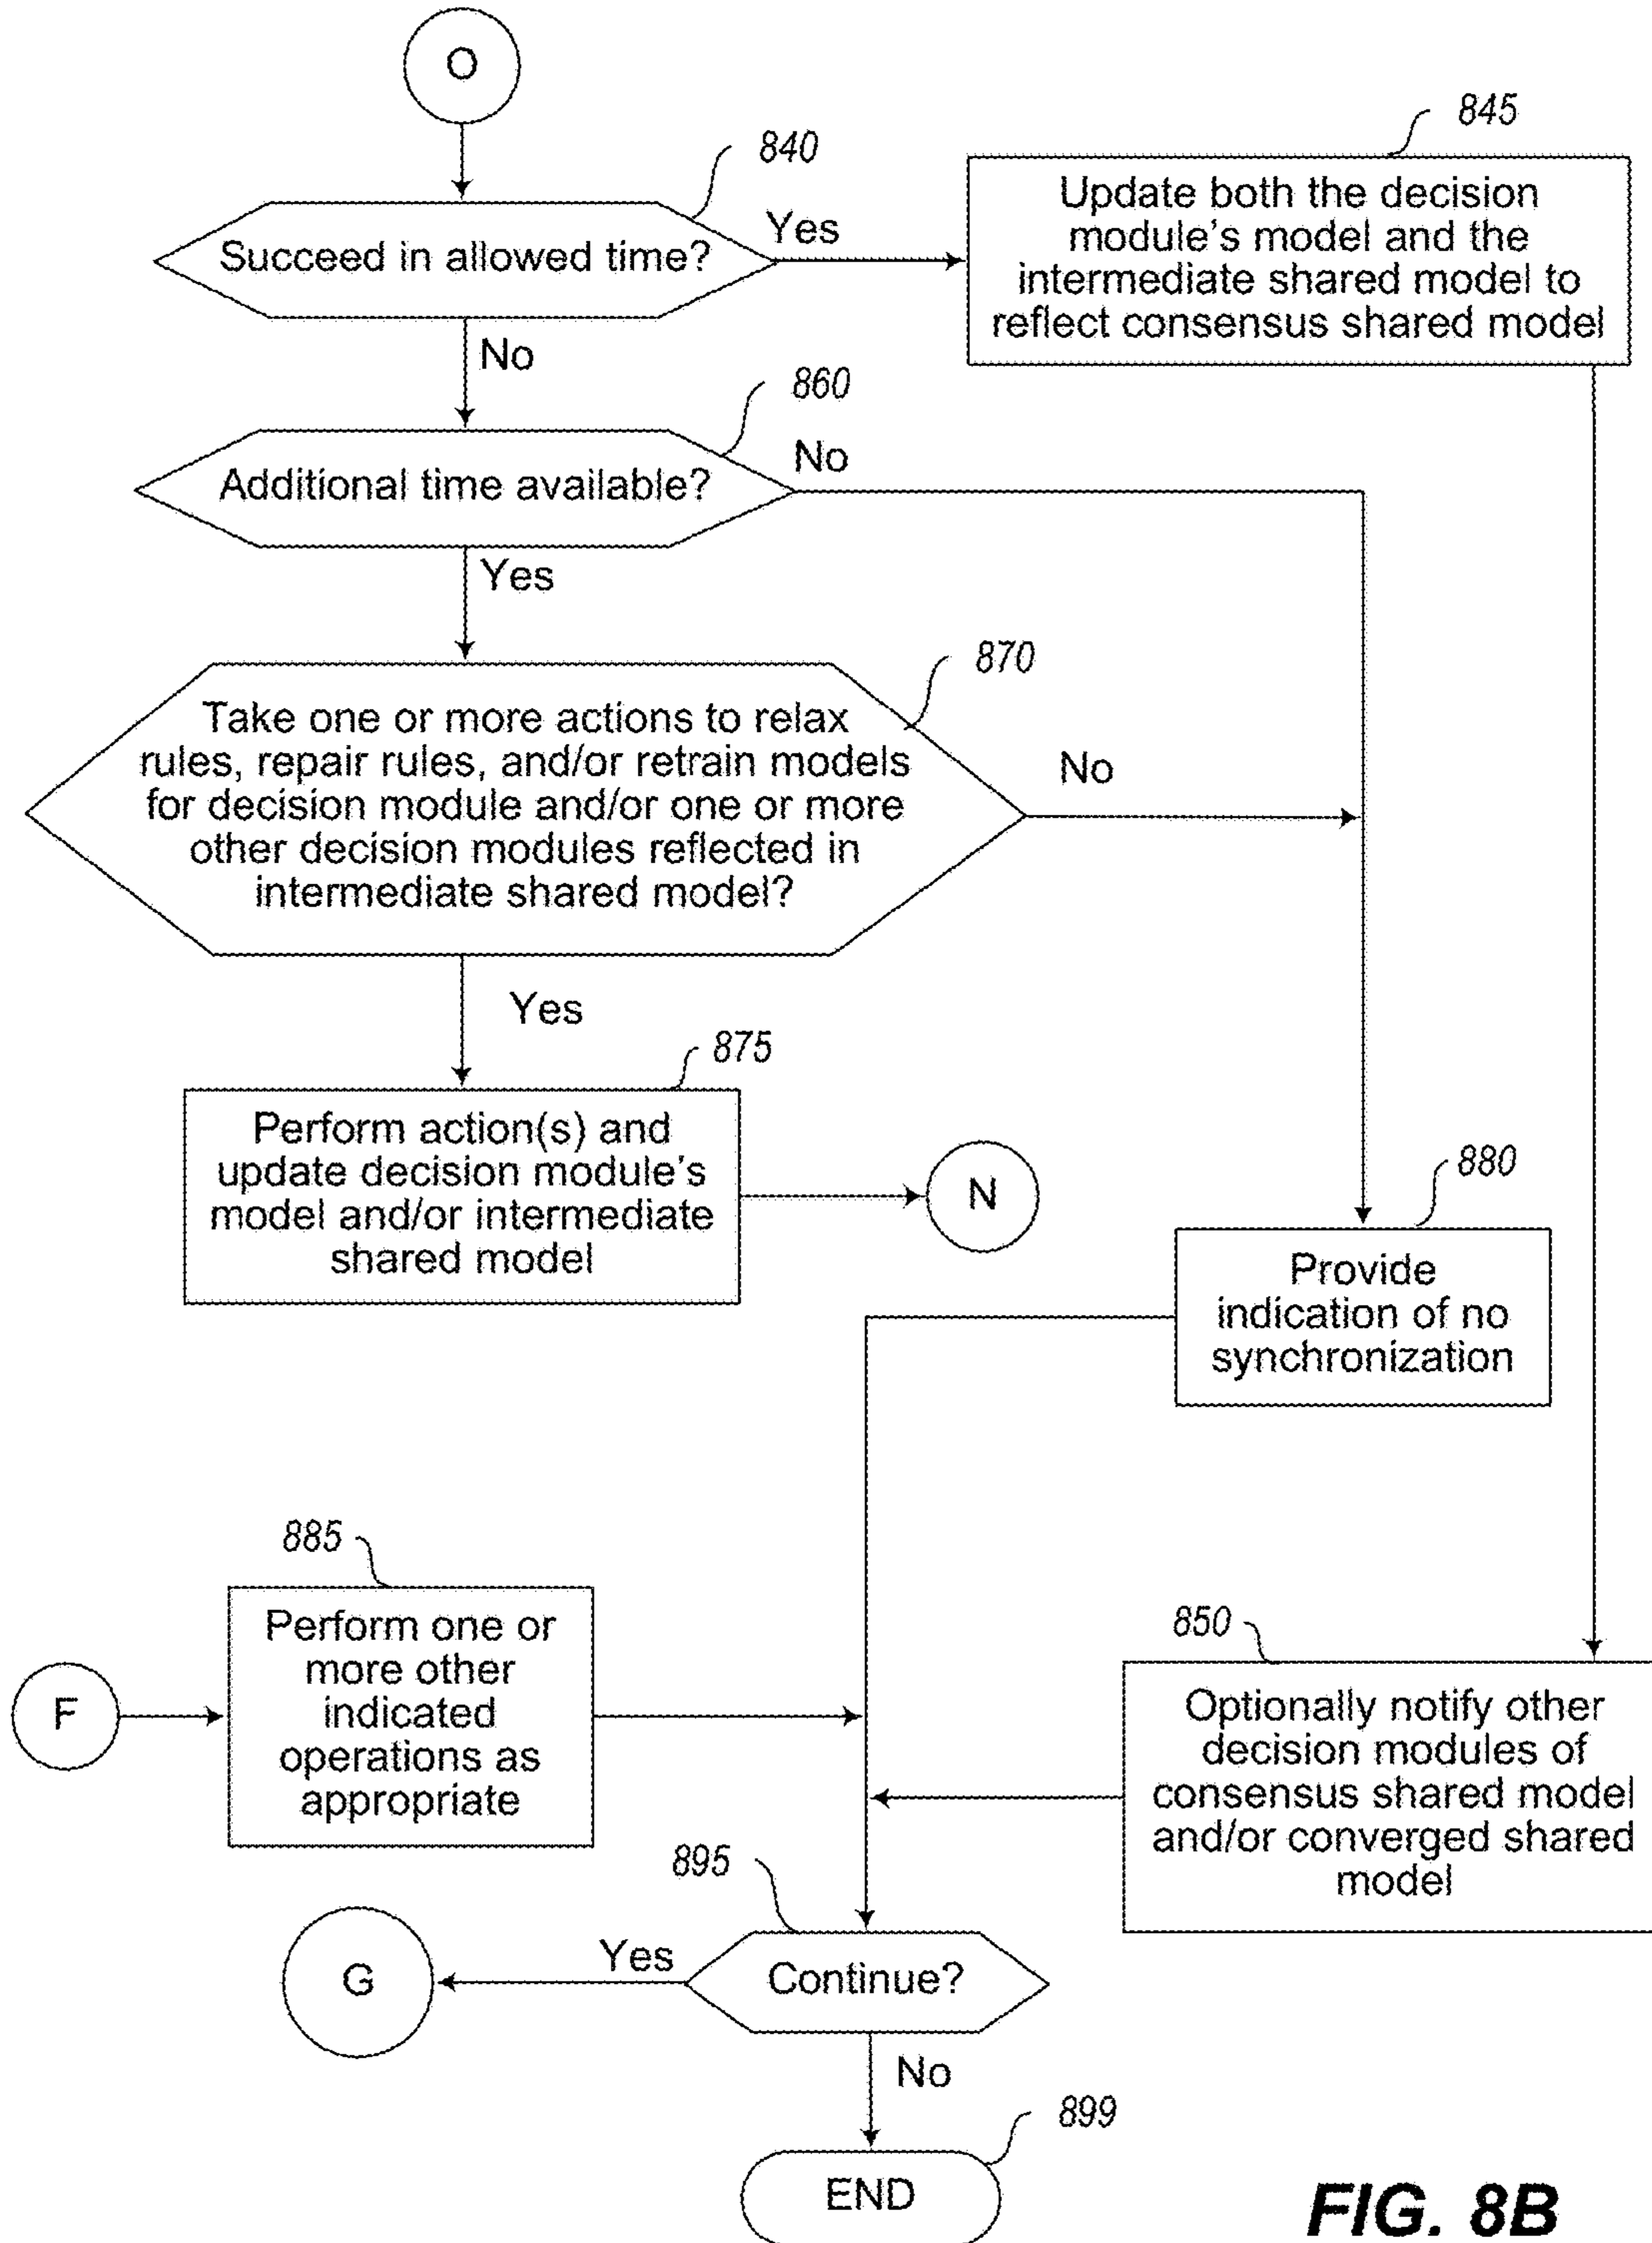 O
840
Succeed in allowed time?
Yes
845
Update both the decision
module's model and the
intermediate shared model to
reflect consensus shared model
No
860
Additional time available?
No
Yes
870
Take one or more actions to relax
rules, repair rules, and/or retrain models
for decision module and/or one or more
other decision modules reflected in
intermediate shared model?
No
Yes
875
Perform action(s) and
update decision module's
model and/or intermediate
shared model
N
880
Provide
indication of no
synchronization
885
F
Perform one or
more other
indicated
operations as
appropriate
850
Optionally notify other
decision modules of
consensus shared model
and/or converged shared
model
895
G
Yes
Continue?
No
899
END
FIG. 8B